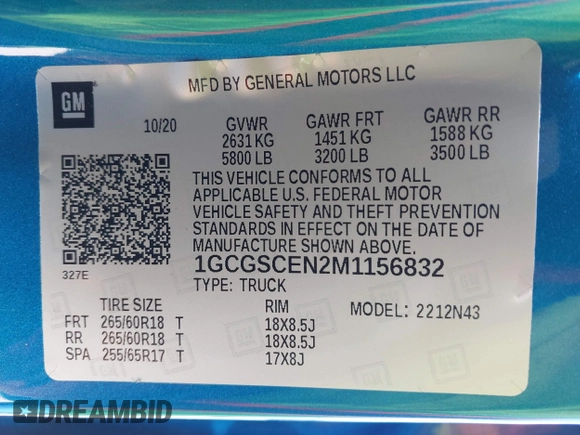 MFD BY GENERAL MOTORS LLC
GM
10/20 GVWR GAWR FRT GAWR RR
2631 KG 1451 KG 1588 KG
5800 LB 3200 LB 3500 LB
THIS VEHICLE CONFORMS TO ALL
APPLICABLE U.S. FEDERAL MOTOR
VEHICLE SAFETY AND THEFT PREVENTION
STANDARDS IN EFFECT ON THE DATE OF
MANUFACTURE SHOWN ABOVE.
327E
1GCGSCEN2M1156832
TYPE: TRUCK
TIRE SIZE RIM MODEL: 2212N43
FRT 265/60R18 T 18X8.5J
RR 265/60R18 T 18X8.5J
SPA 255/65R17 T 17X8J
DREAMBID